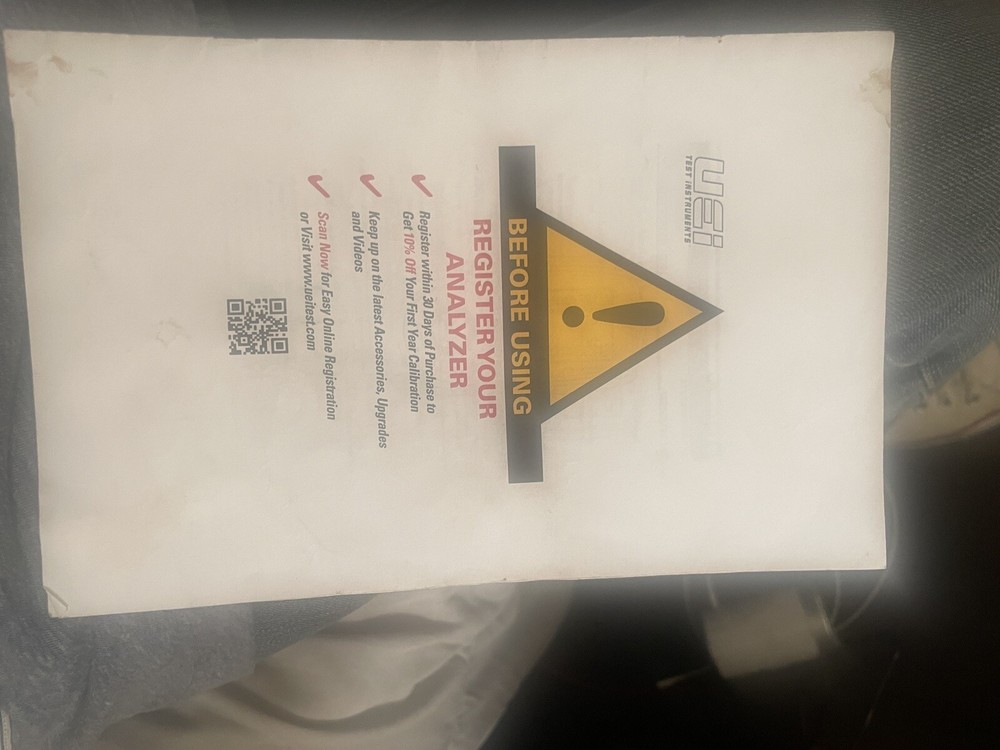 UEi
TEST INSTRUMENTS
!
BEFORE USING
REGISTER YOUR
ANALYZER
✓ Register within 30 Days of Purchase to
Get 10% Off Your First Year Calibration
✓ Keep up on the latest Accessories, Upgrades
and Videos
✓ Scan Now for Easy Online Registration
or Visit www.ueitest.com